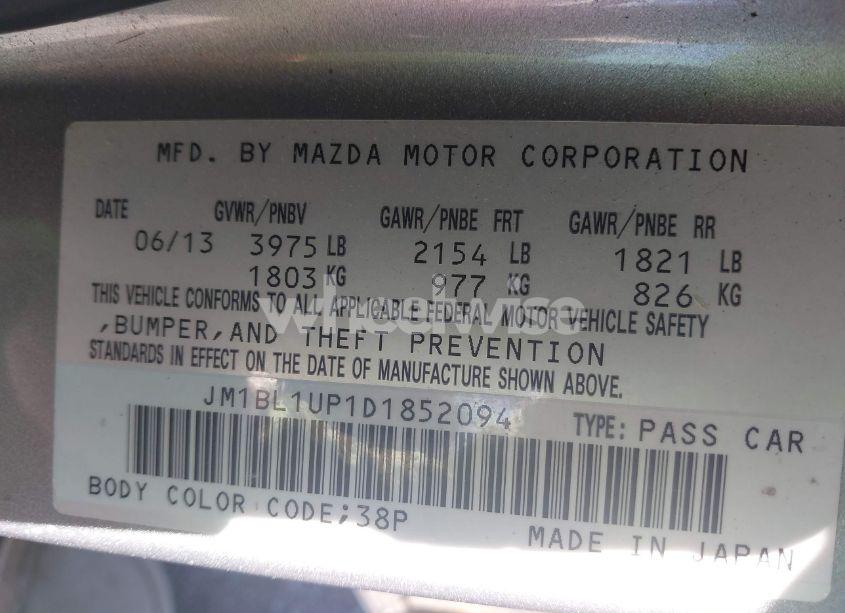 MFD. BY MAZDA MOTOR CORPORATION
DATE GVWR/PNBV GAWR/PNBE FRT GAWR/PNBE RR
06/13 3975 LB 2154 LB 1821 LB
1803 KG 977 KG 826 KG
THIS VEHICLE CONFORMS TO ALL APPLICABLE FEDERAL MOTOR VEHICLE SAFETY
,BUMPER,AND THEFT PREVENTION
STANDARDS IN EFFECT ON THE DATE OF MANUFACTURE SHOWN ABOVE.
JM1BL1UP1D1852094 TYPE: PASS CAR
BODY COLOR CODE;38P
MADE IN JAPAN
wheelwise